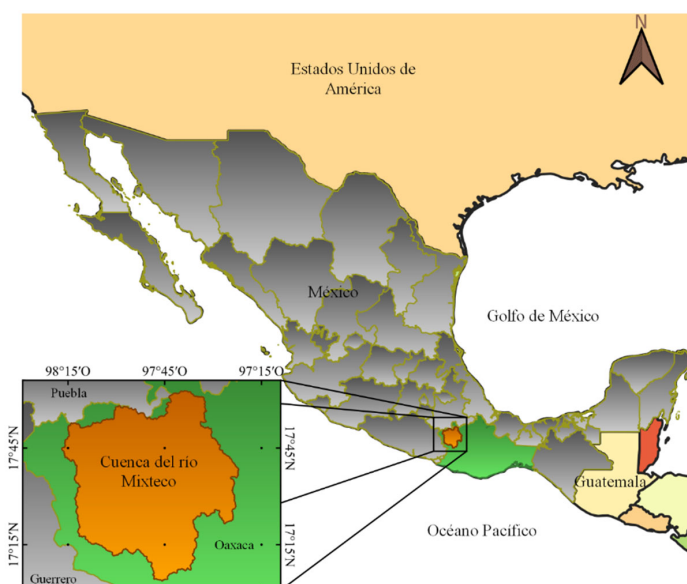 N
Estados Unidos de
América
México
Golfo de México
98°15'O
97°45'O
97°15'O
Puebla
17°45'N
17°45'N
Cuenca del río
Mixteco
Guatemala
Océano Pacífico
Oaxaca
17°15'N
17°15'N
Guerrero